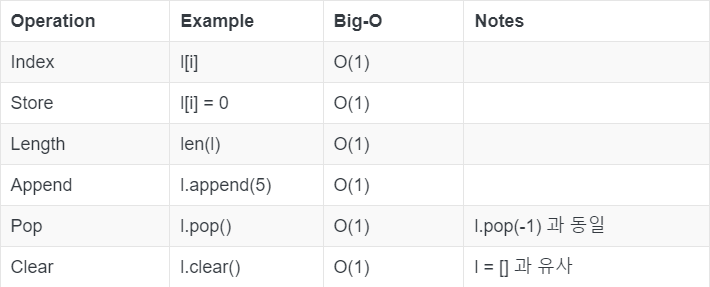 Operation Example Big-O Notes
Index l[i] O(1)
Store l[i] = 0 O(1)
Length len(l) O(1)
Append l.append(5) O(1)
Pop l.pop() O(1) l.pop(-1) 과 동일
Clear l.clear() O(1) l = [] 과 유사